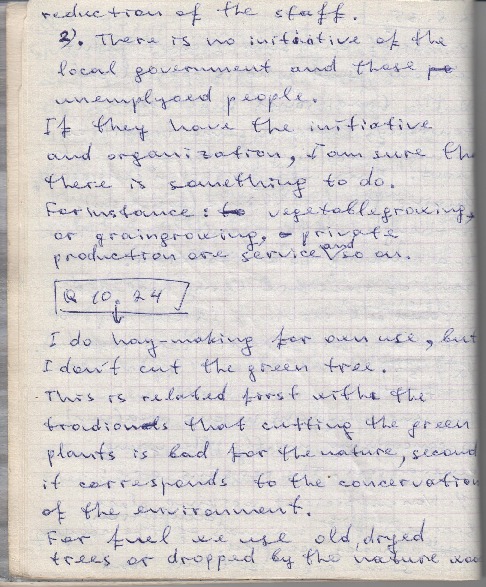 reduction of the staff.
2). There is no initiative of the
local government and these
unemplyoed people.
If they have the initiative
and organization, I am sure th
there is something to do.
For instance: vegetablegrowing,
or graingrowing, private
production are service and so on.
Q 10. 24
I do hay-making for own use, but
I don't cut the green tree.
This is related first withe the
tradionals that cutting the green
plants is bad for the nature, second
it corresponds to the concervation
of the environment.
For fuel we use old, dryed
trees or dropped by the nature woo